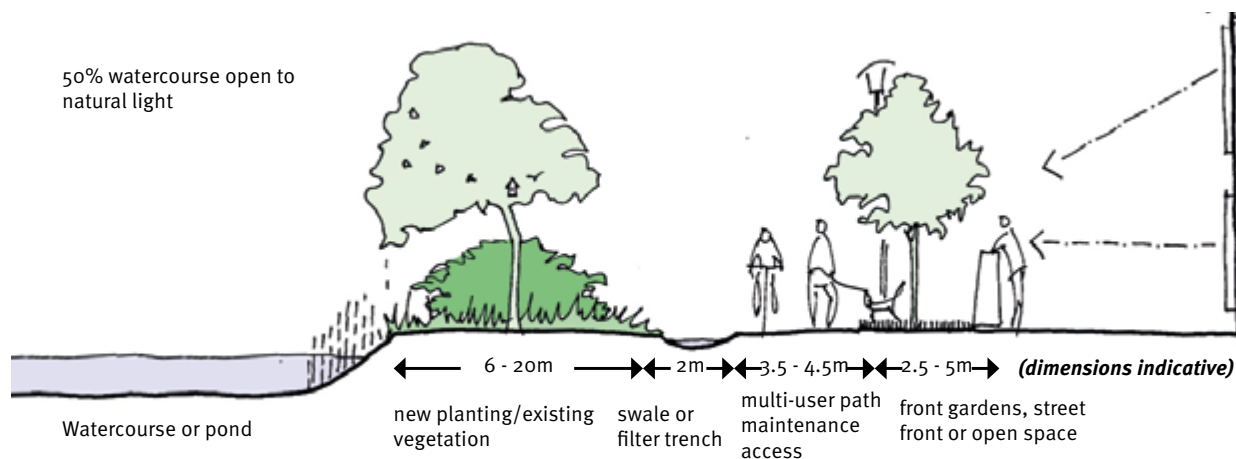 50% watercourse open to
natural light
6 - 20m
2m
3.5 - 4.5m
2.5 - 5m
(dimensions indicative)
Watercourse or pond
new planting/existing
vegetation
swale or
filter trench
multi-user path
maintenance
access
front gardens, street
front or open space